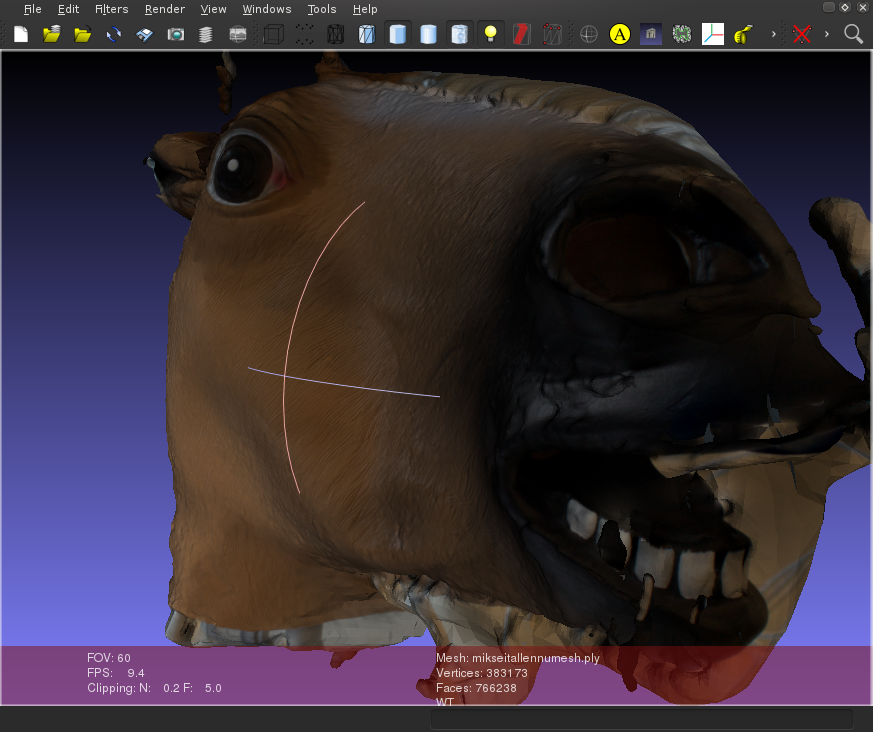 File Edit Filters Render View Windows Tools Help
A
FOV: 60
FPS: 9.4
Clipping: N: 0.2 F: 5.0
Mesh: mikseitallennumesh.ply
Vertices: 383173
Faces: 766238
WT